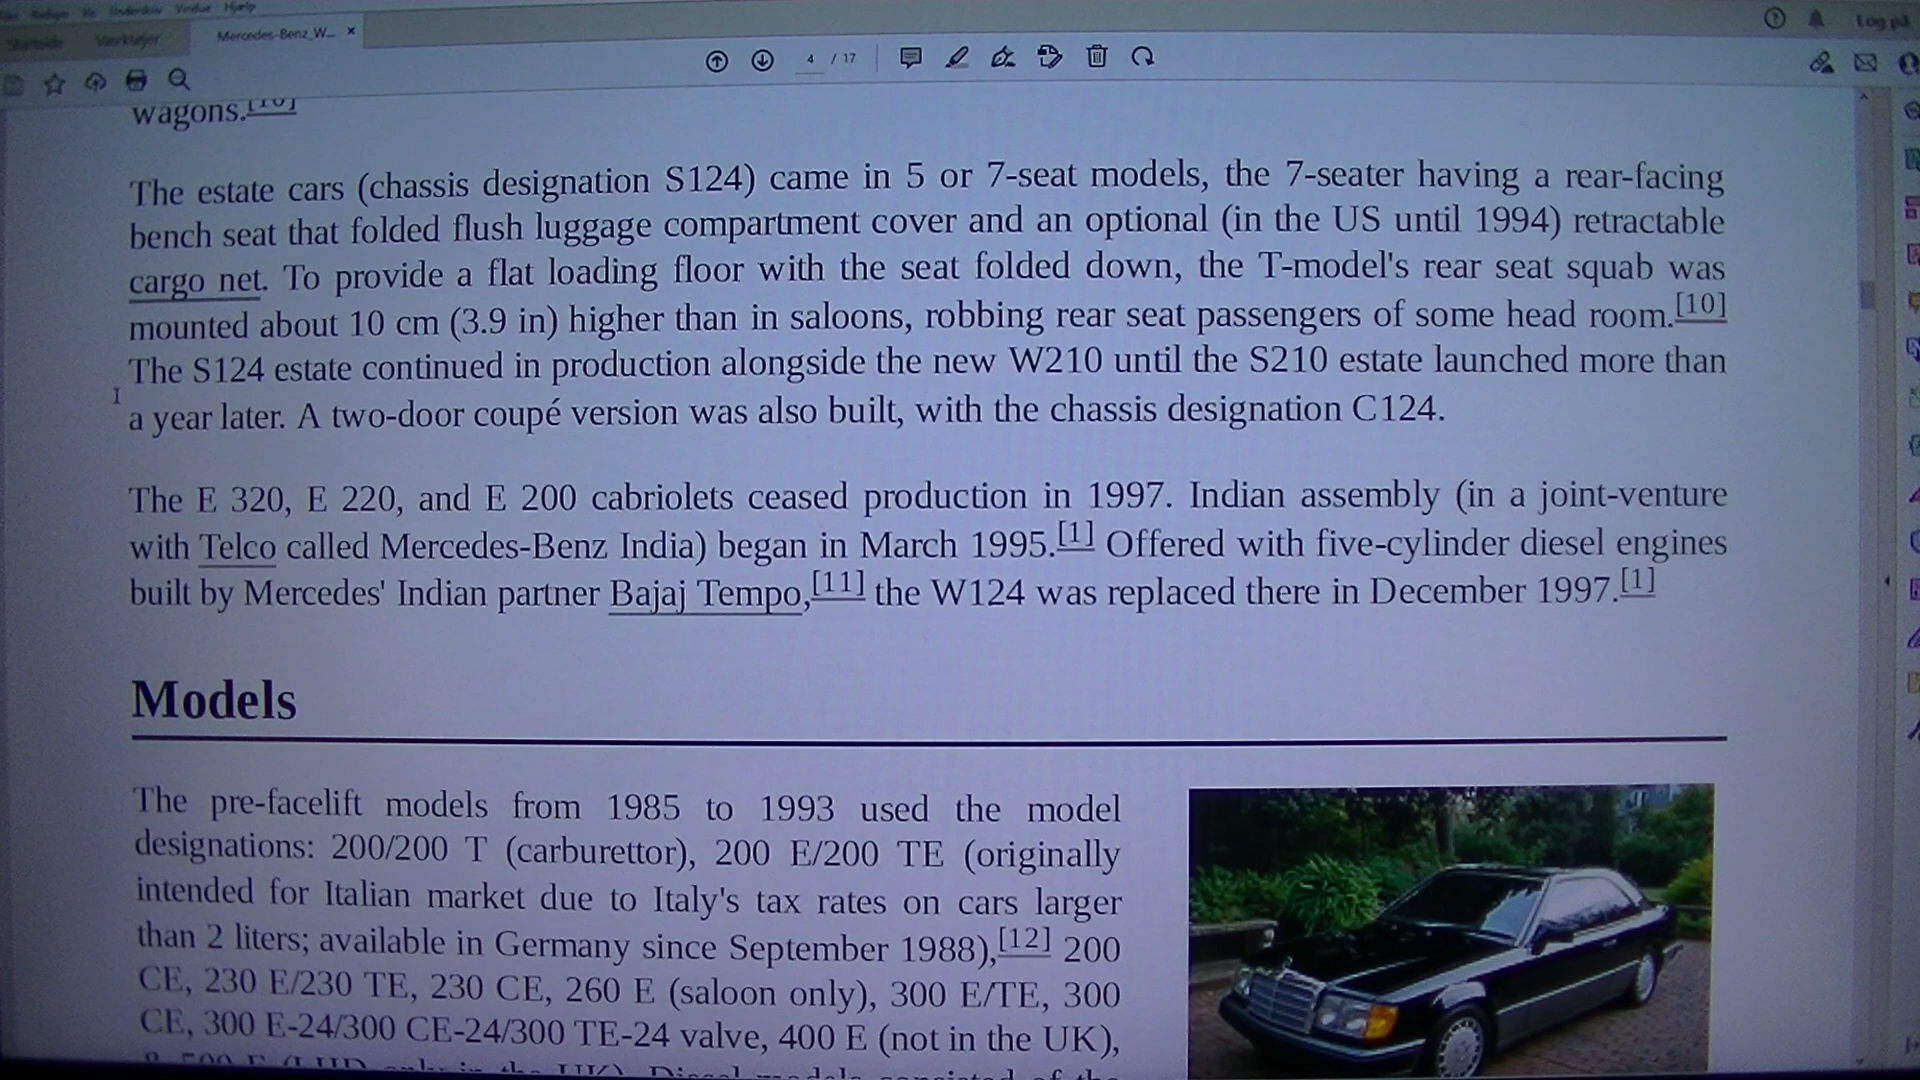 Vindue Hjælp
Startside Værktøjer Mercedes-Benz_W... ×
Log på
4 / 17
wagons.[10]
The estate cars (chassis designation S124) came in 5 or 7-seat models, the 7-seater having a rear-facing
bench seat that folded flush luggage compartment cover and an optional (in the US until 1994) retractable
cargo net. To provide a flat loading floor with the seat folded down, the T-model's rear seat squab was
mounted about 10 cm (3.9 in) higher than in saloons, robbing rear seat passengers of some head room.[10]
The S124 estate continued in production alongside the new W210 until the S210 estate launched more than
a year later. A two-door coupé version was also built, with the chassis designation C124.
The E 320, E 220, and E 200 cabriolets ceased production in 1997. Indian assembly (in a joint-venture
with Telco called Mercedes-Benz India) began in March 1995.[1] Offered with five-cylinder diesel engines
built by Mercedes' Indian partner Bajaj Tempo,[11] the W124 was replaced there in December 1997.[1]
Models
The pre-facelift models from 1985 to 1993 used the model
designations: 200/200 T (carburettor), 200 E/200 TE (originally
intended for Italian market due to Italy's tax rates on cars larger
than 2 liters; available in Germany since September 1988),[12] 200
CE, 230 E/230 TE, 230 CE, 260 E (saloon only), 300 E/TE, 300
CE, 300 E-24/300 CE-24/300 TE-24 valve, 400 E (not in the UK),